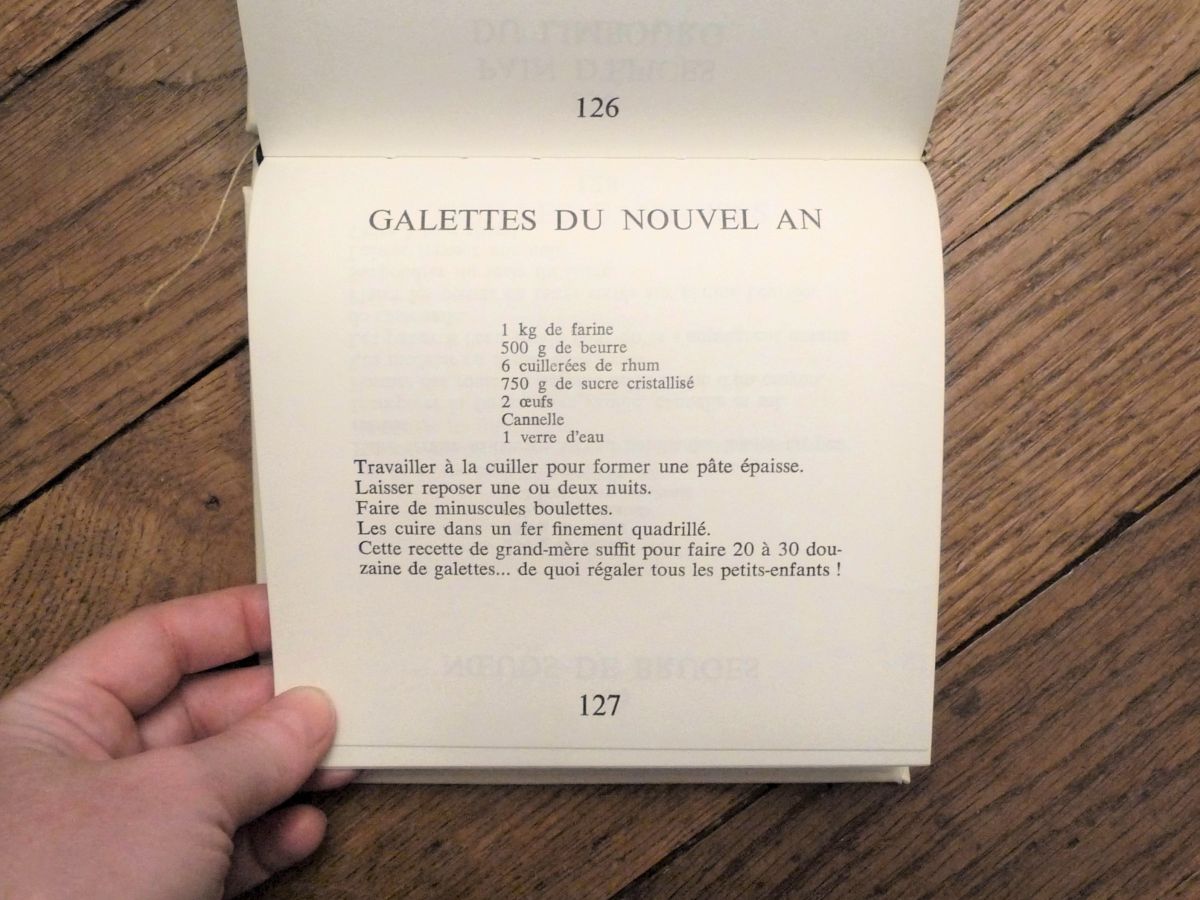 126
GALETTES DU NOUVEL AN
1 kg de farine
500 g de beurre
6 cuillerées de rhum
750 g de sucre cristallisé
2 œufs
Cannelle
1 verre d'eau
Travailler à la cuiller pour former une pâte épaisse.
Laisser reposer une ou deux nuits.
Faire de minuscules boulettes.
Les cuire dans un fer finement quadrillé.
Cette recette de grand-mère suffit pour faire 20 à 30 dou-
zaine de galettes... de quoi régaler tous les petits-enfants !
NŒUDS DE BRUGES
127